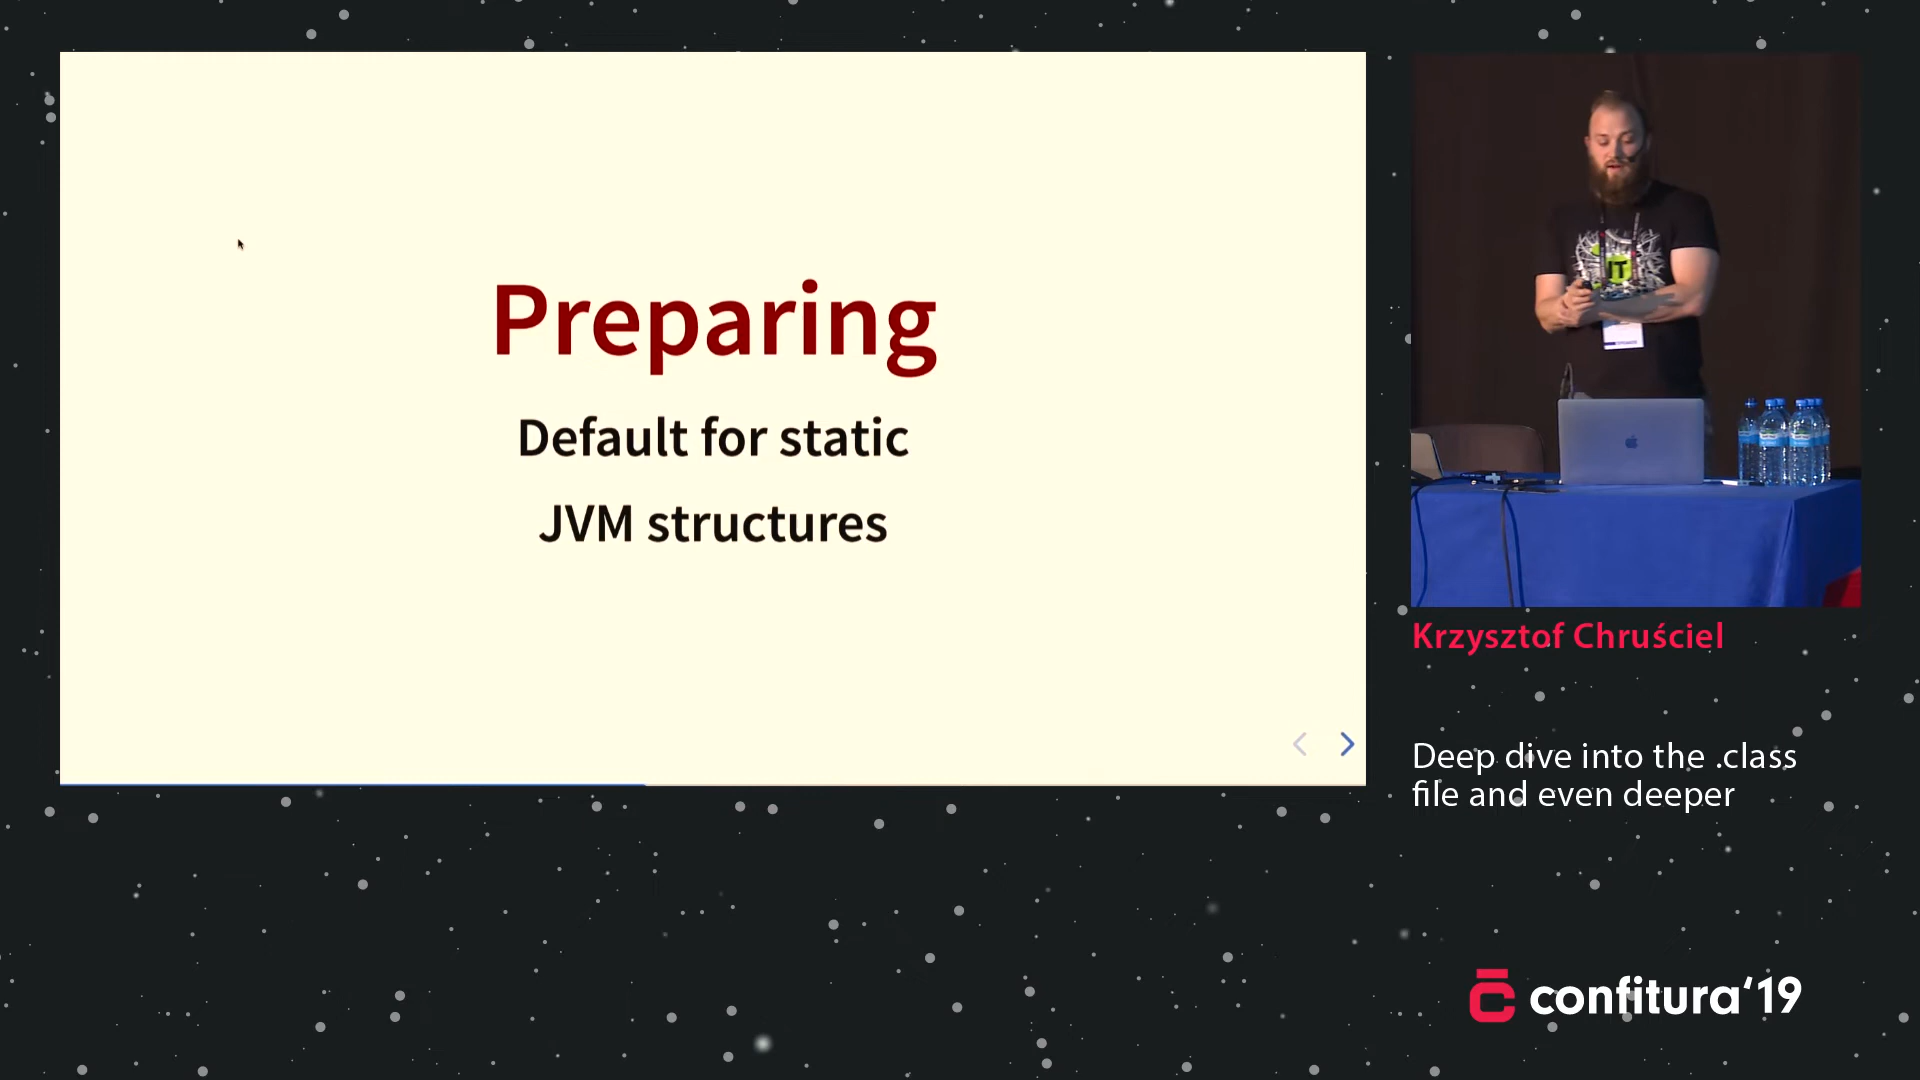 Preparing
Default for static
JVM structures
IT
Krzysztof Chruściel
Deep dive into the .class
file and even deeper
confitura‘19